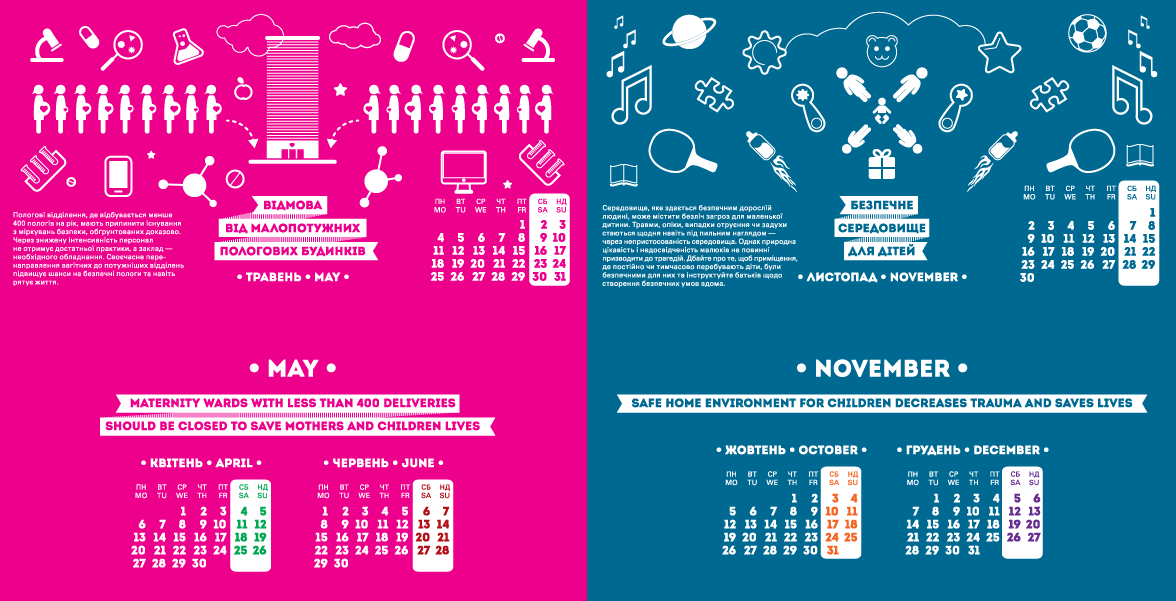 Пологові відділення, де відбувається менше
400 пологів на рік, мають припинити існування
з міркувань безпеки, обґрунтованих доказово.
Через знижену інтенсивність персонал
не отримує достатньої практики, а заклад —
необхідного обладнання. Своєчасне пере-
направлення вагітних до потужніших відділень
підвищує шанси на безпечні пологи та навіть
рятує життя.
ВІДМОВА
ВІД МАЛОПОТУЖНИХ
ПОЛОГОВИХ БУДИНКІВ
• ТРАВЕНЬ • MAY •
ПН ВТ СР ЧТ ПТ СБ НД
MO TU WE TH FR SA SU
1 2 3
4 5 6 7 8 9 10
11 12 13 14 15 16 17
18 19 20 21 22 23 24
25 26 27 28 29 30 31
• MAY •
MATERNITY WARDS WITH LESS THAN 400 DELIVERIES
SHOULD BE CLOSED TO SAVE MOTHERS AND CHILDREN LIVES
• КВІТЕНЬ • APRIL •
ПН ВТ СР ЧТ ПТ СБ НД
MO TU WE TH FR SA SU
1 2 3 4 5
6 7 8 9 10 11 12
13 14 15 16 17 18 19
20 21 22 23 24 25 26
27 28 29 30
• ЧЕРВЕНЬ • JUNE •
ПН ВТ СР ЧТ ПТ СБ НД
MO TU WE TH FR SA SU
1 2 3 4 5 6 7
8 9 10 11 12 13 14
15 16 17 18 19 20 21
22 23 24 25 26 27 28
29 30
Середовище, яке здається безпечним дорослій
людині, може містити безліч загроз для маленької
дитини. Травми, опіки, випадки отруєння чи задухи
стаються щодня навіть під пильним наглядом —
через непристосованість середовища. Однак природна
цікавість і недосвідченість малюків не повинні
призводити до трагедій. Дбайте про те, щоб приміщення,
де постійно чи тимчасово перебувають діти, були
безпечними для них та інструктуйте батьків щодо
створення безпечних умов вдома.
БЕЗПЕЧНЕ
СЕРЕДОВИЩЕ
ДЛЯ ДІТЕЙ
• ЛИСТОПАД • NOVEMBER •
ПН ВТ СР ЧТ ПТ СБ НД
MO TU WE TH FR SA SU
1
2 3 4 5 6 7 8
9 10 11 12 13 14 15
16 17 18 19 20 21 22
23 24 25 26 27 28 29
30
• NOVEMBER •
SAFE HOME ENVIRONMENT FOR CHILDREN DECREASES TRAUMA AND SAVES LIVES
• ЖОВТЕНЬ • OCTOBER •
ПН ВТ СР ЧТ ПТ СБ НД
MO TU WE TH FR SA SU
1 2 3 4
5 6 7 8 9 10 11
12 13 14 15 16 17 18
19 20 21 22 23 24 25
26 27 28 29 30 31
• ГРУДЕНЬ • DECEMBER •
ПН ВТ СР ЧТ ПТ СБ НД
MO TU WE TH FR SA SU
1 2 3 4 5 6
7 8 9 10 11 12 13
14 15 16 17 18 19 20
21 22 23 24 25 26 27
28 29 30 31